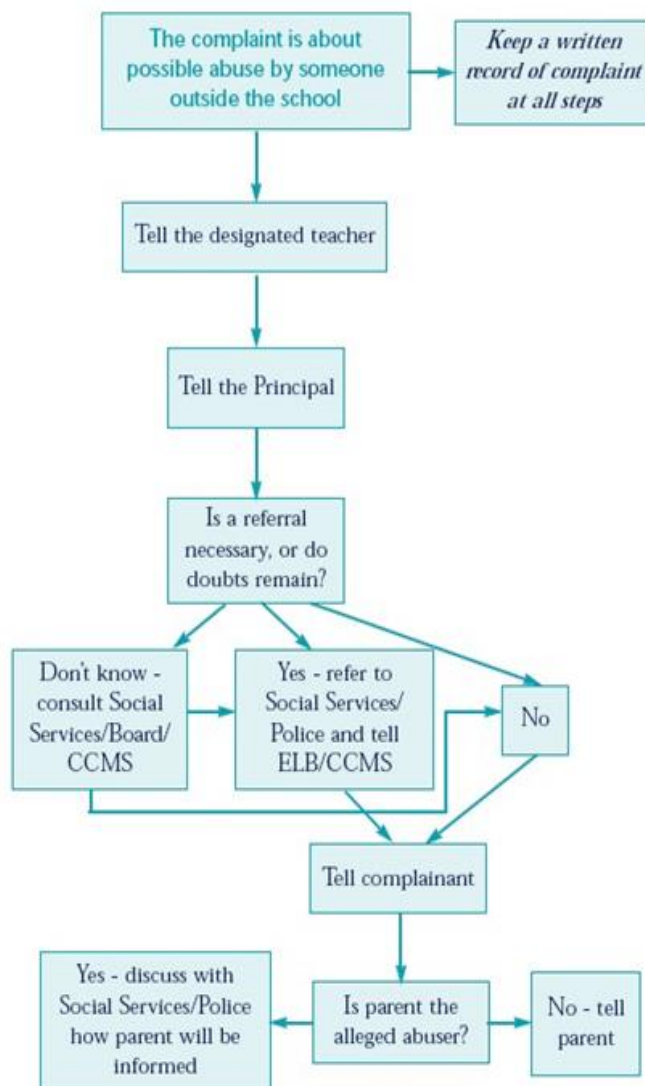 The complaint is about
possible abuse by someone
outside the school
Keep a written
record of complaint
at all steps
Tell the designated teacher
Tell the Principal
Is a referral
necessary, or do
doubts remain?
Don't know -
consult Social
Services/Board/
CCMS
Yes - refer to
Social Services/
Police and tell
ELB/CCMS
No
Tell complainant
Yes - discuss with
Social Services/Police
how parent will be
informed
Is parent the
alleged abuser?
No - tell
parent